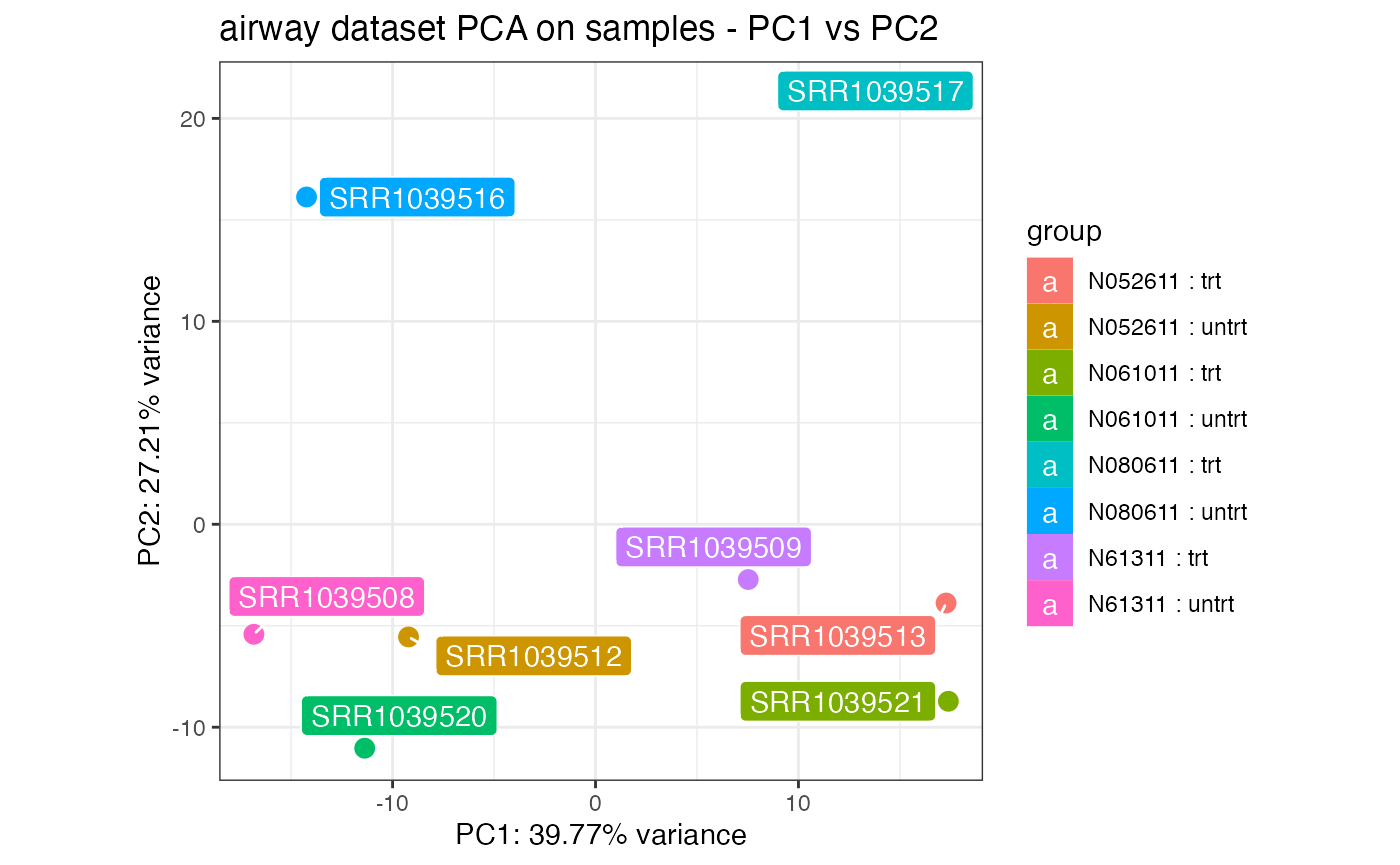 airway dataset PCA on samples - PC1 vs PC2
SRR1039517
20
SRR1039516
group
a N052611 : trt
a N052611 : untrt
a N061011 : trt
a N061011 : untrt
a N080611 : trt
a N080611 : untrt
a N61311 : trt
a N61311 : untrt
PC2: 27.21% variance
10
0
SRR1039509
SRR1039508
SRR1039513
SRR1039512
SRR1039521
SRR1039520
-10
-10 0 10
PC1: 39.77% variance